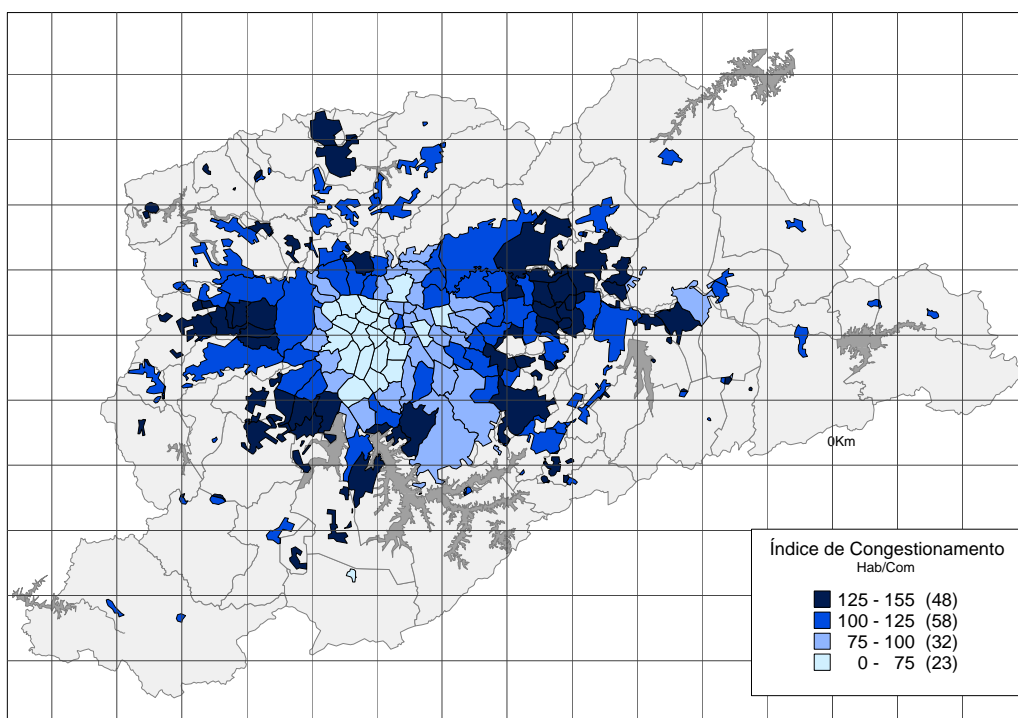 0Km
Índice de Congestionamento
Hab/Com
125 - 155 (48)
100 - 125 (58)
75 - 100 (32)
0 - 75 (23)